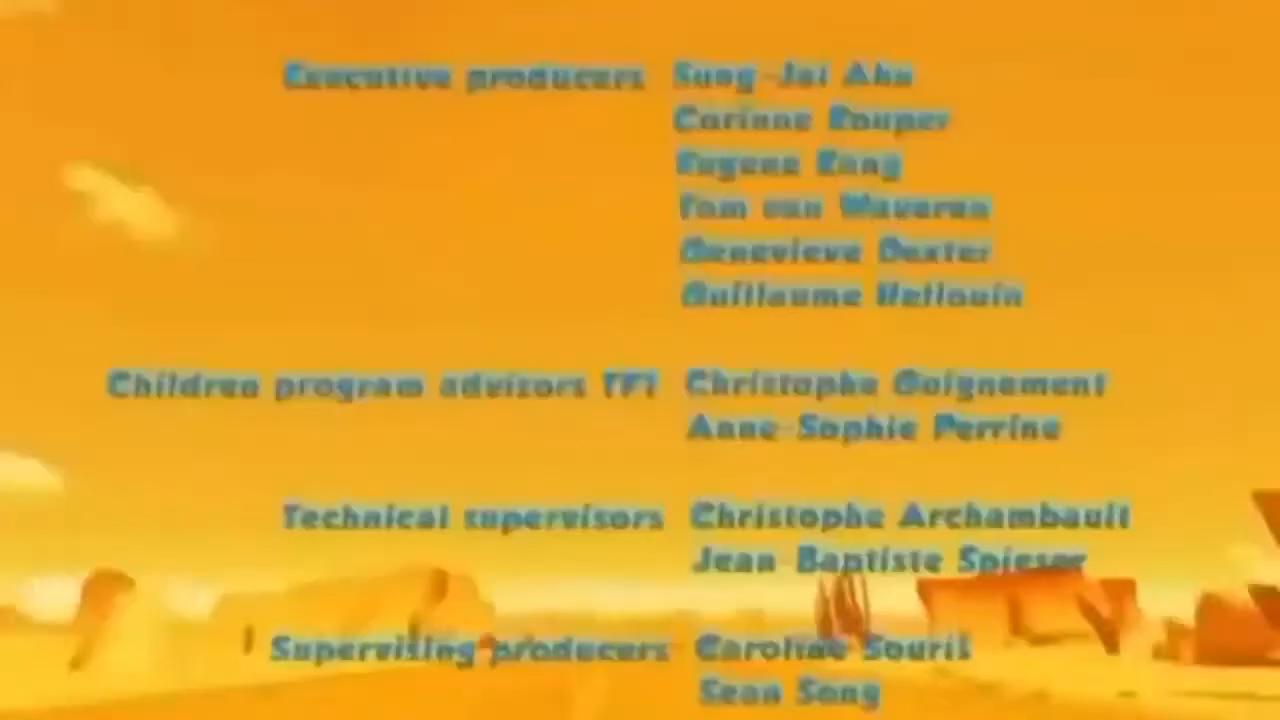 Executive producers Sung-Jai Ahn
Corinne Kouper
Eugene Kang
Tom van Waveren
Genevieve Dexter
Guillaume Hellouin
Children program advisors TF1 Christophe Goignement
Anne-Sophie Perrine
Technical supervisors Christophe Archambault
Jean Baptiste Spieser
Supervising producers Caroline Souris
Sean Song